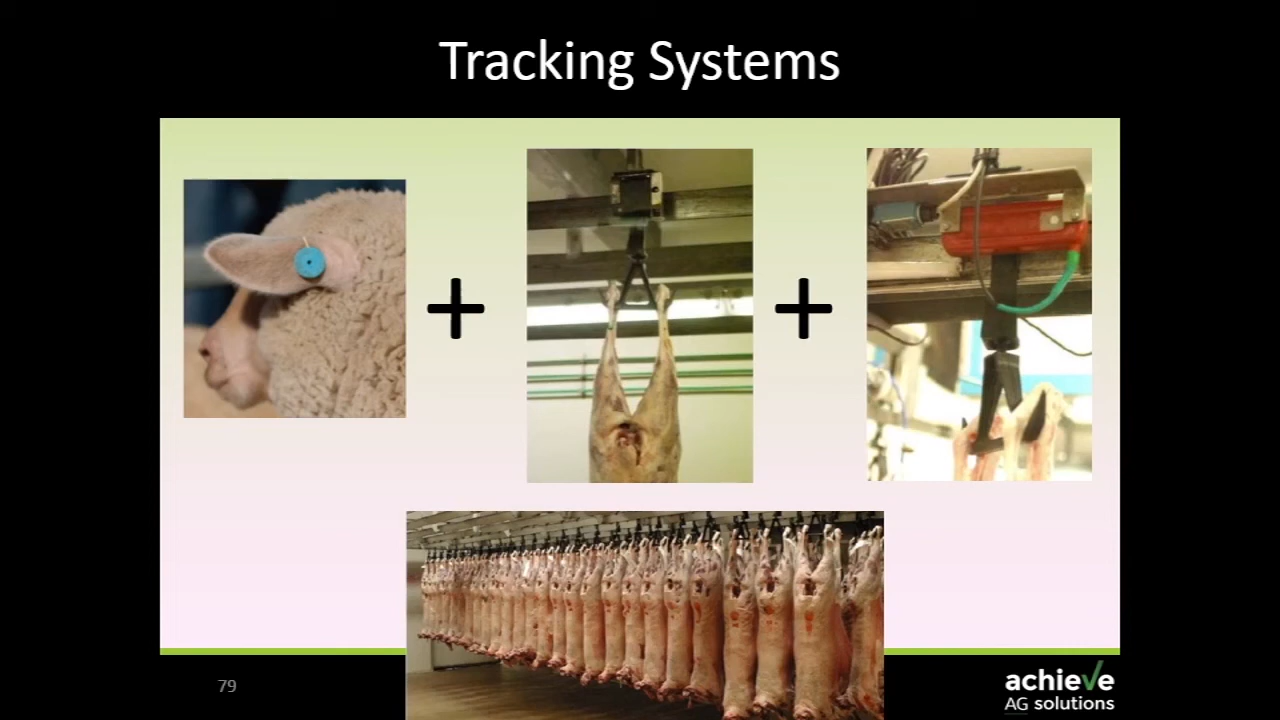 Tracking Systems
+
+
79
achieve
AG solutions